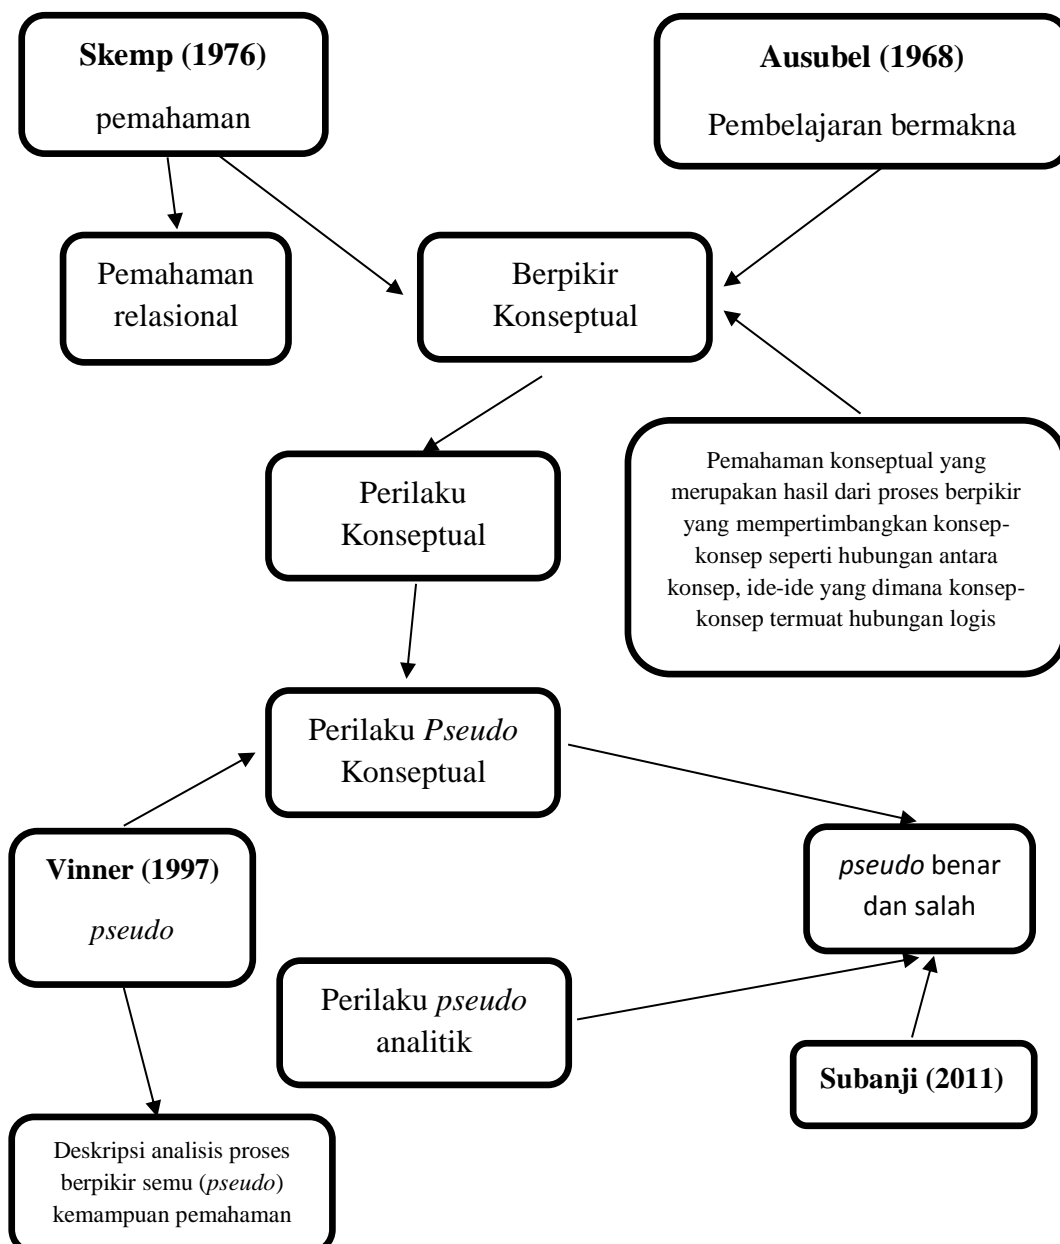 Skemp (1976)
pemahaman
Ausubel (1968)
Pembelajaran bermakna
Pemahaman
relasional
Berpikir
Konseptual
Perilaku
Konseptual
Pemahaman konseptual yang
merupakan hasil dari proses berpikir
yang mempertimbangkan konsep-
konsep seperti hubungan antara
konsep, ide-ide yang dimana konsep-
konsep termuat hubungan logis
Perilaku Pseudo
Konseptual
Vinner (1997)
pseudo
pseudo benar
dan salah
Perilaku pseudo
analitik
Subanji (2011)
Deskripsi analisis proses
berpikir semu (pseudo)
kemampuan pemahaman